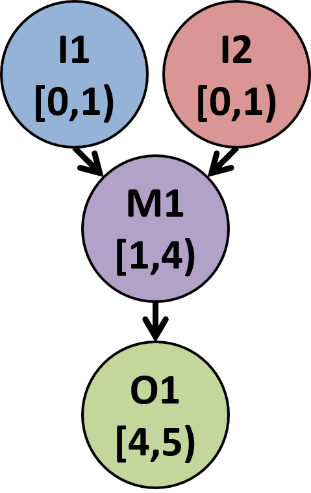 I1
[0,1)
I2
[0,1)
M1
[1,4)
O1
[4,5)